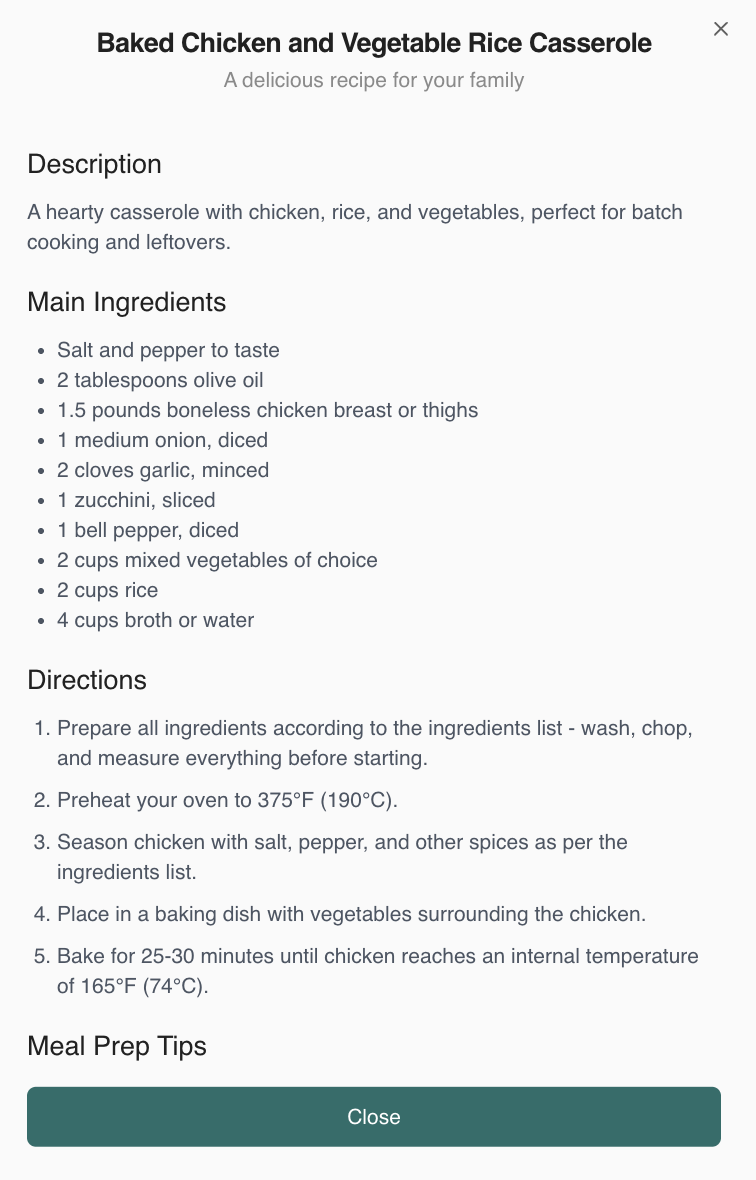 Baked Chicken and Vegetable Rice Casserole
A delicious recipe for your family
Description
A hearty casserole with chicken, rice, and vegetables, perfect for batch
cooking and leftovers.
Main Ingredients
• Salt and pepper to taste
• 2 tablespoons olive oil
• 1.5 pounds boneless chicken breast or thighs
• 1 medium onion, diced
• 2 cloves garlic, minced
• 1 zucchini, sliced
• 1 bell pepper, diced
• 2 cups mixed vegetables of choice
• 2 cups rice
• 4 cups broth or water
Directions
1. Prepare all ingredients according to the ingredients list - wash, chop,
and measure everything before starting.
2. Preheat your oven to 375°F (190°C).
3. Season chicken with salt, pepper, and other spices as per the
ingredients list.
4. Place in a baking dish with vegetables surrounding the chicken.
5. Bake for 25-30 minutes until chicken reaches an internal temperature
of 165°F (74°C).
Meal Prep Tips
Close